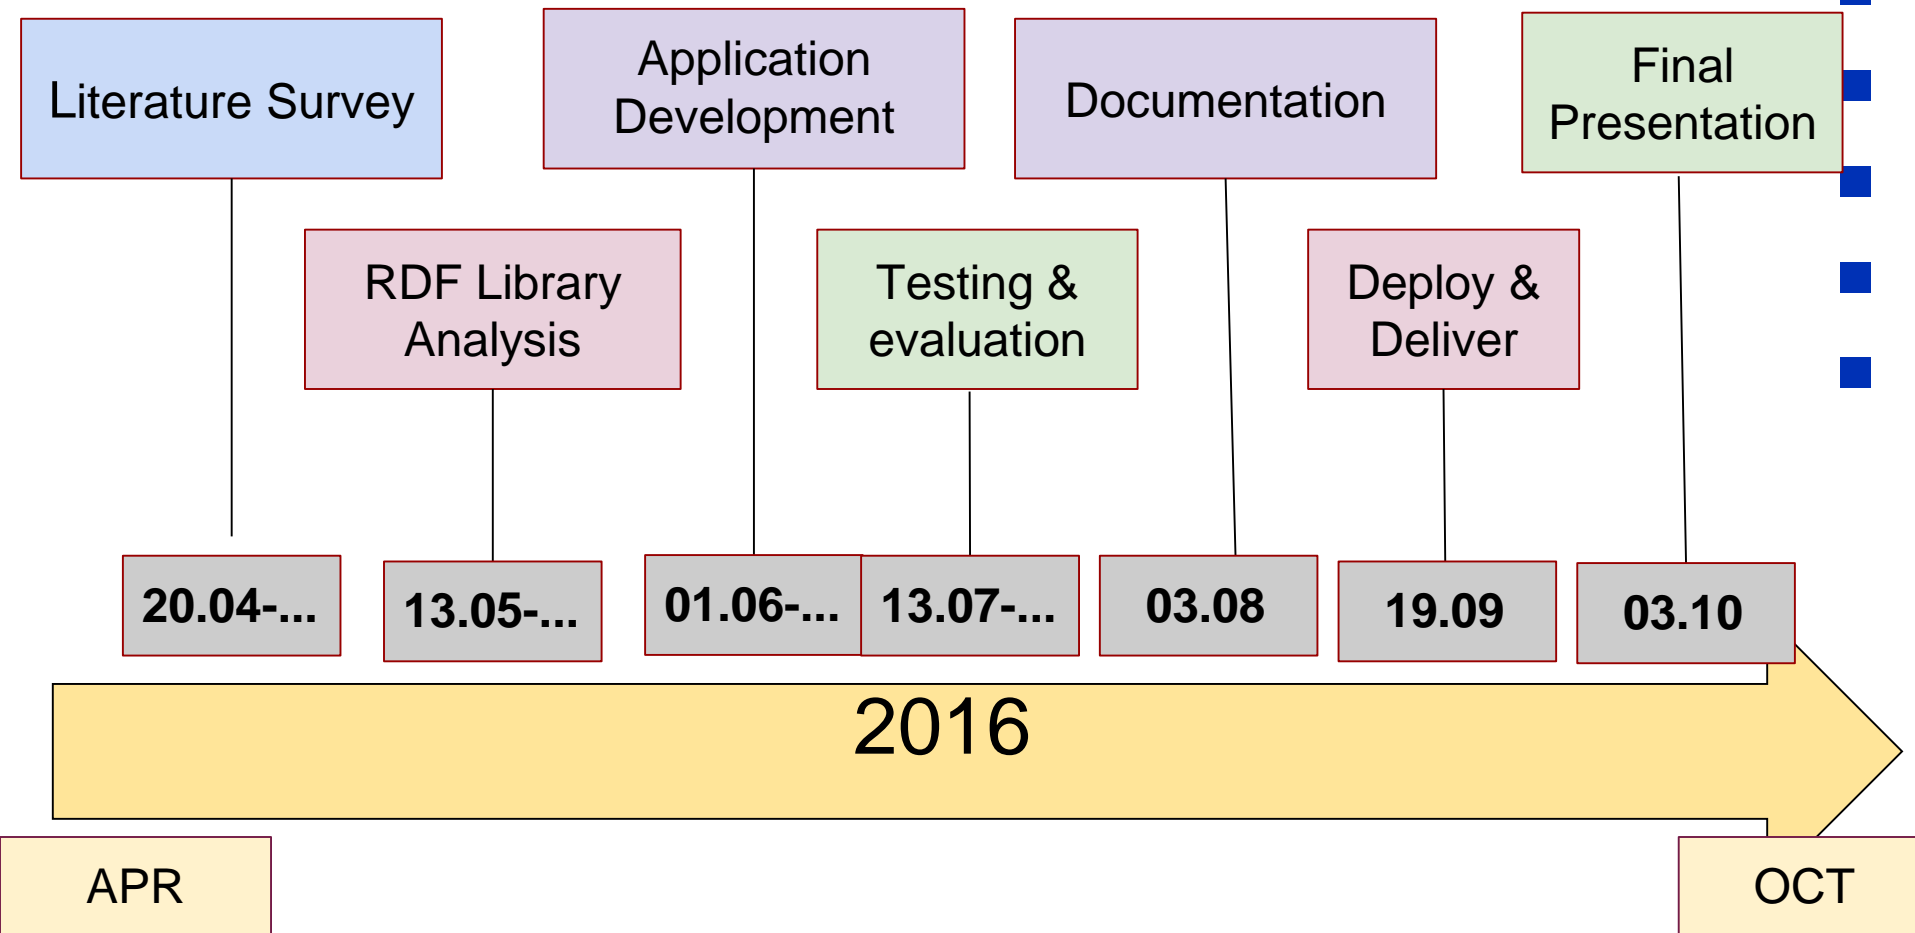 Literature Survey
Application
Development
Documentation
Final
Presentation
RDF Library
Analysis
Testing &
evaluation
Deploy &
Deliver
20.04-...
13.05-...
01.06-...
13.07-...
03.08
19.09
03.10
2016
APR
OCT